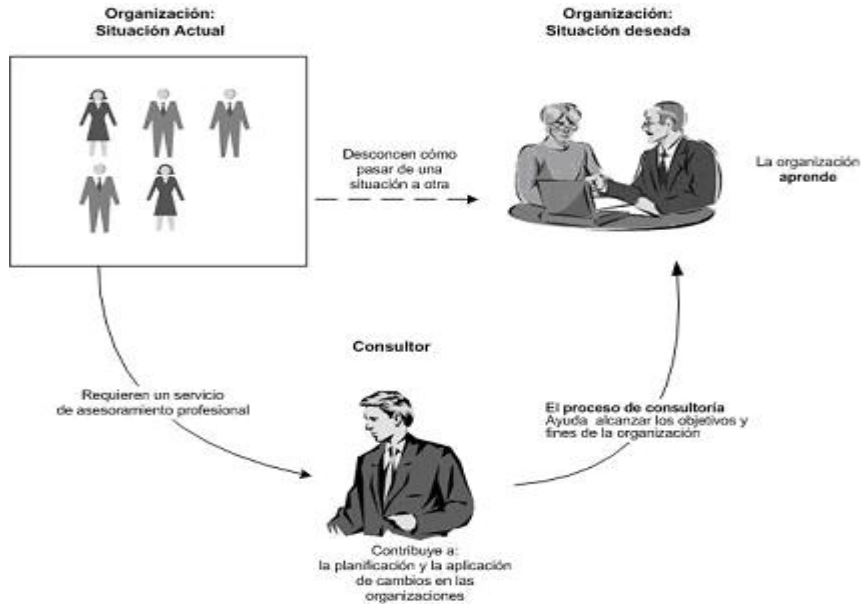 Organización:
Situación Actual
Organización:
Situación deseada
Desconcen cómo
pasar de una
situación a otra
La organización
aprende
Consultor
Requieren un servicio
de asesoramiento profesional
El proceso de consultoría
Ayuda alcanzar los objetivos y
fines de la organización
Contribuye a:
la planificación y la aplicación
de cambios en las
organizaciones